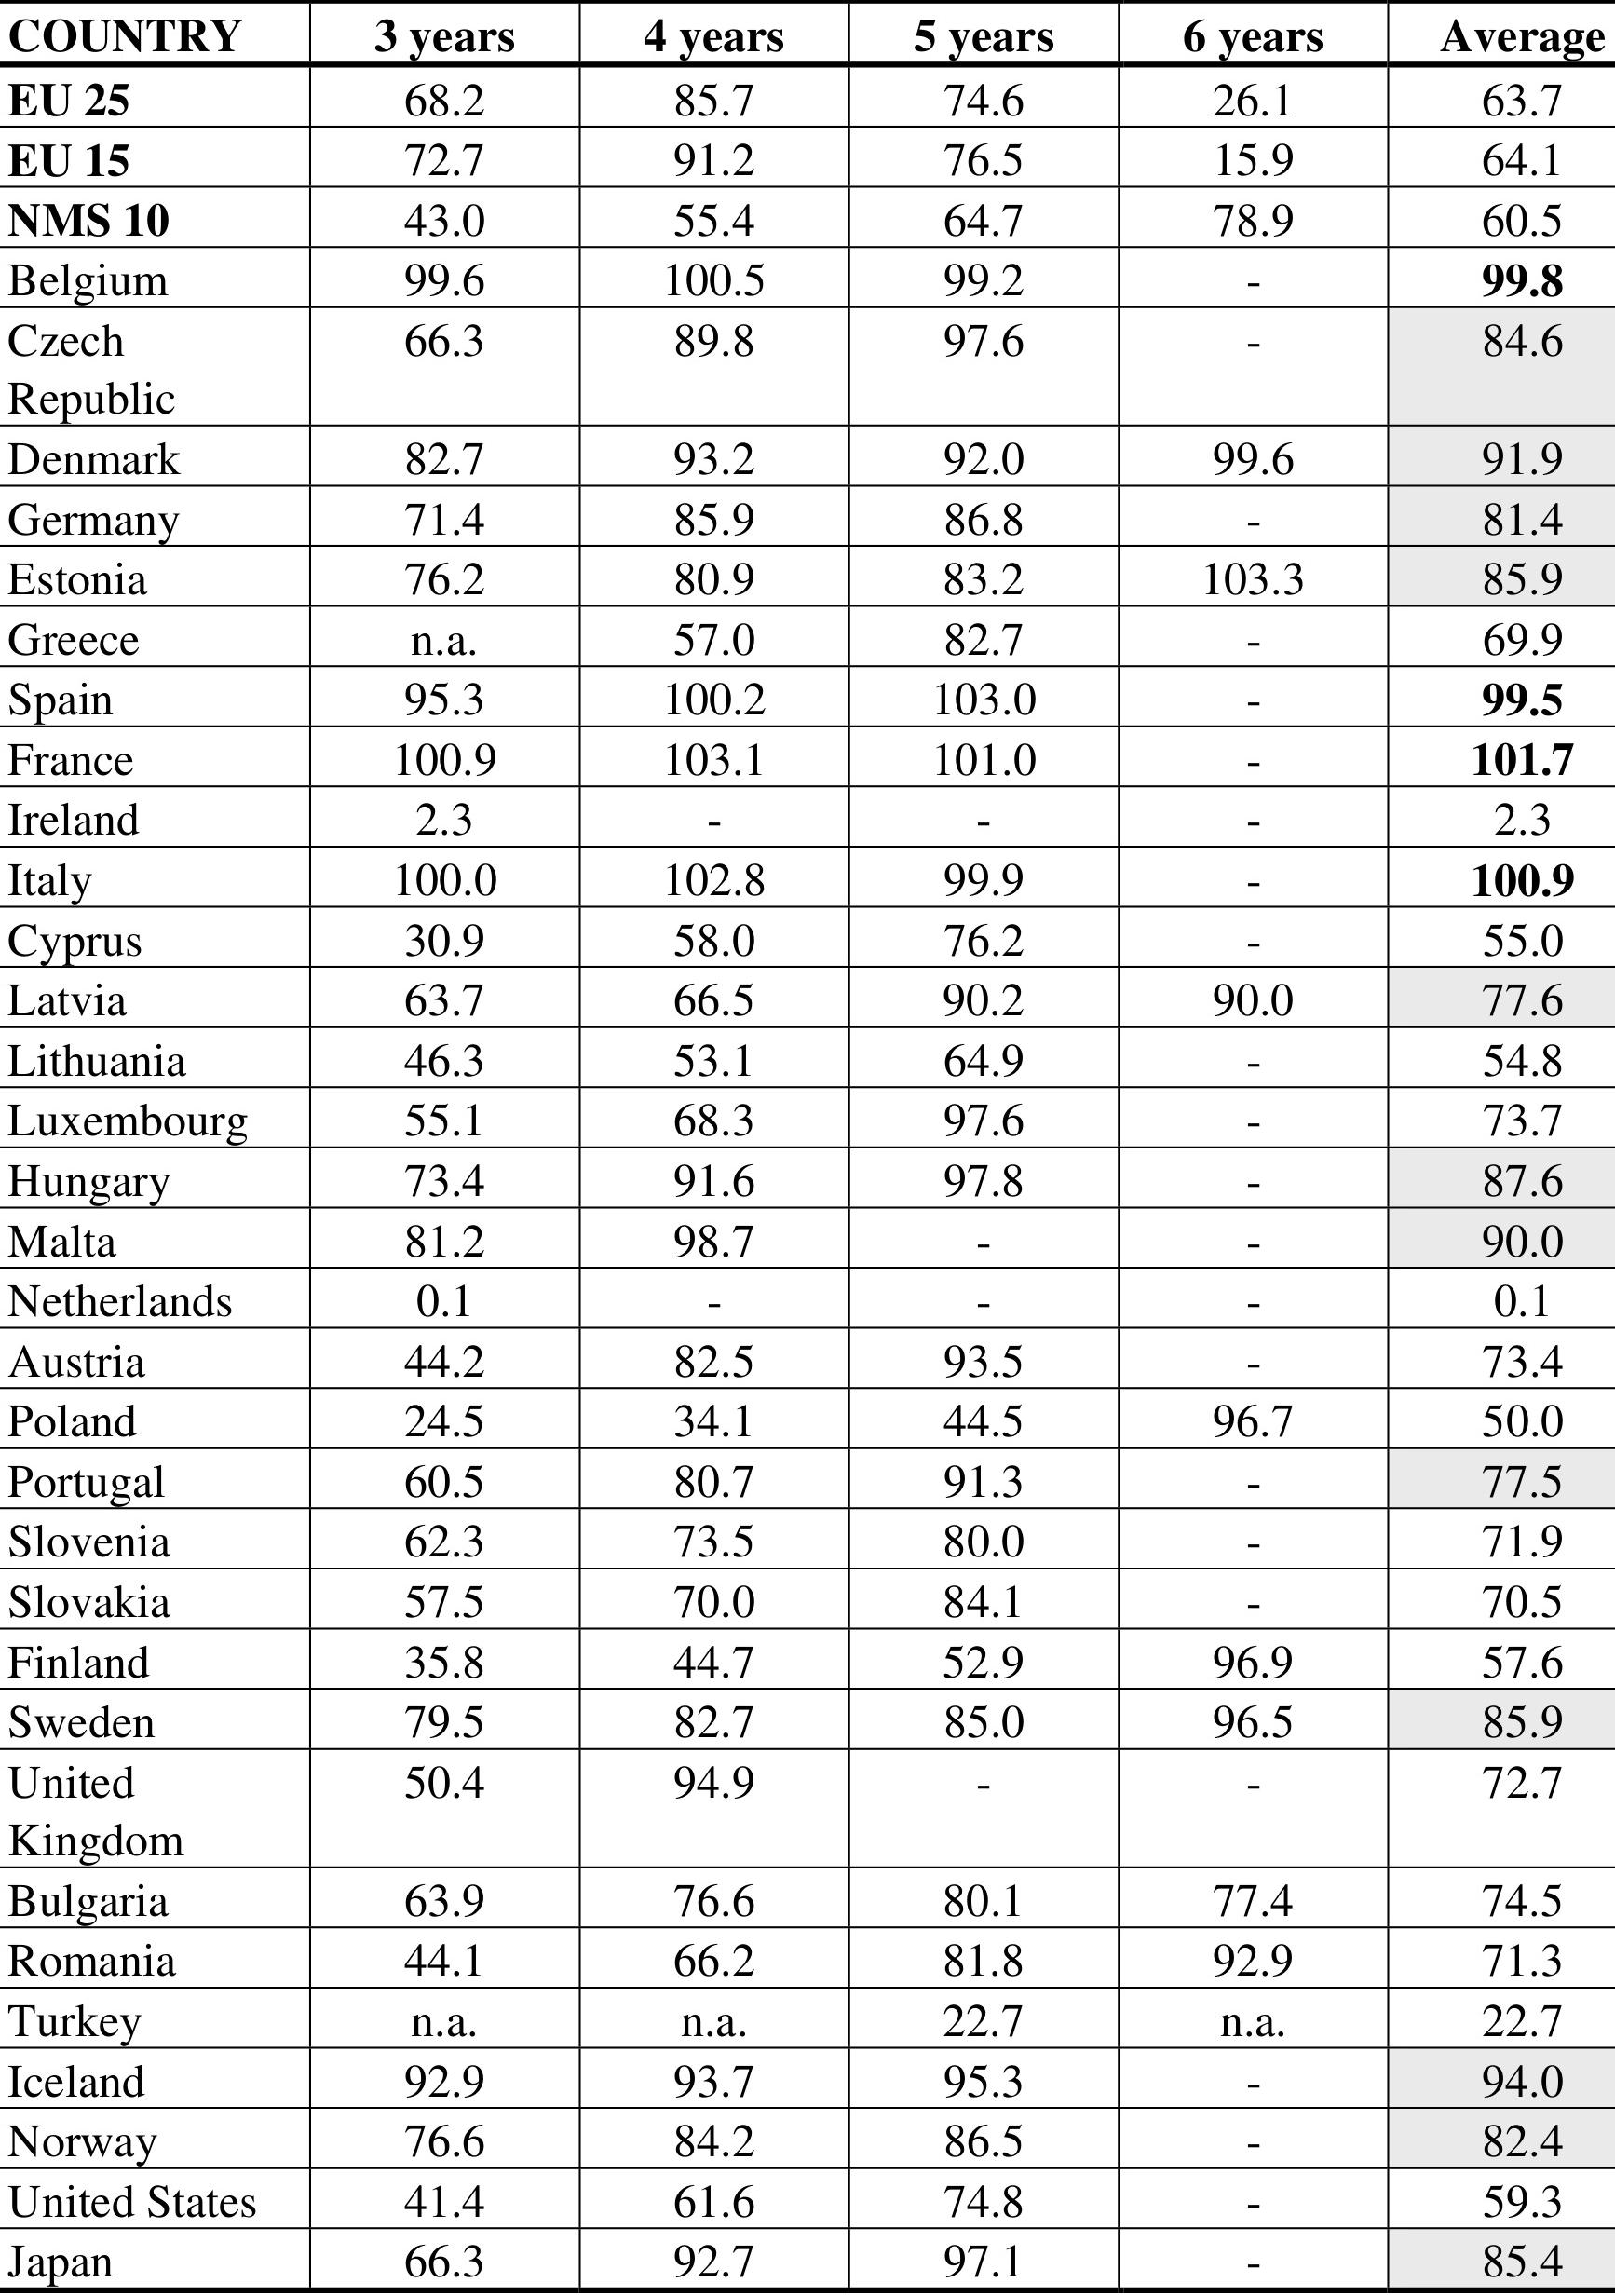 COUNTRY 3 years 4 years 5 years 6 years Average
EU 25 68.2 85.7 74.6 26.1 63.7
EU 15 72.7 91.2 76.5 15.9 64.1
NMS 10 43.0 55.4 64.7 78.9 60.5
Belgium 99.6 100.5 99.2 - 99.8
Czech 66.3 89.8 97.6 - 84.6
Republic
Denmark 82.7 93.2 92.0 99.6 91.9
Germany 71.4 85.9 86.8 - 81.4
Estonia 76.2 80.9 83.2 103.3 85.9
Greece n.a. 57.0 82.7 - 69.9
Spain 95.3 100.2 103.0 - 99.5
France 100.9 103.1 101.0 - 101.7
Ireland 2.3 - - - 2.3
Italy 100.0 102.8 99.9 - 100.9
Cyprus 30.9 58.0 76.2 - 55.0
Latvia 63.7 66.5 90.2 90.0 77.6
Lithuania 46.3 53.1 64.9 - 54.8
Luxembourg 55.1 68.3 97.6 - 73.7
Hungary 73.4 91.6 97.8 - 87.6
Malta 81.2 98.7 - - 90.0
Netherlands 0.1 - - - 0.1
Austria 44.2 82.5 93.5 - 73.4
Poland 24.5 34.1 44.5 96.7 50.0
Portugal 60.5 80.7 91.3 - 77.5
Slovenia 62.3 73.5 80.0 - 71.9
Slovakia 57.5 70.0 84.1 - 70.5
Finland 35.8 44.7 52.9 96.9 57.6
Sweden 79.5 82.7 85.0 96.5 85.9
United 50.4 94.9 - - 72.7
Kingdom
Bulgaria 63.9 76.6 80.1 77.4 74.5
Romania 44.1 66.2 81.8 92.9 71.3
Turkey n.a. n.a. 22.7 n.a. 22.7
Iceland 92.9 93.7 95.3 - 94.0
Norway 76.6 84.2 86.5 - 82.4
United States 41.4 61.6 74.8 - 59.3
Japan 66.3 92.7 97.1 - 85.4